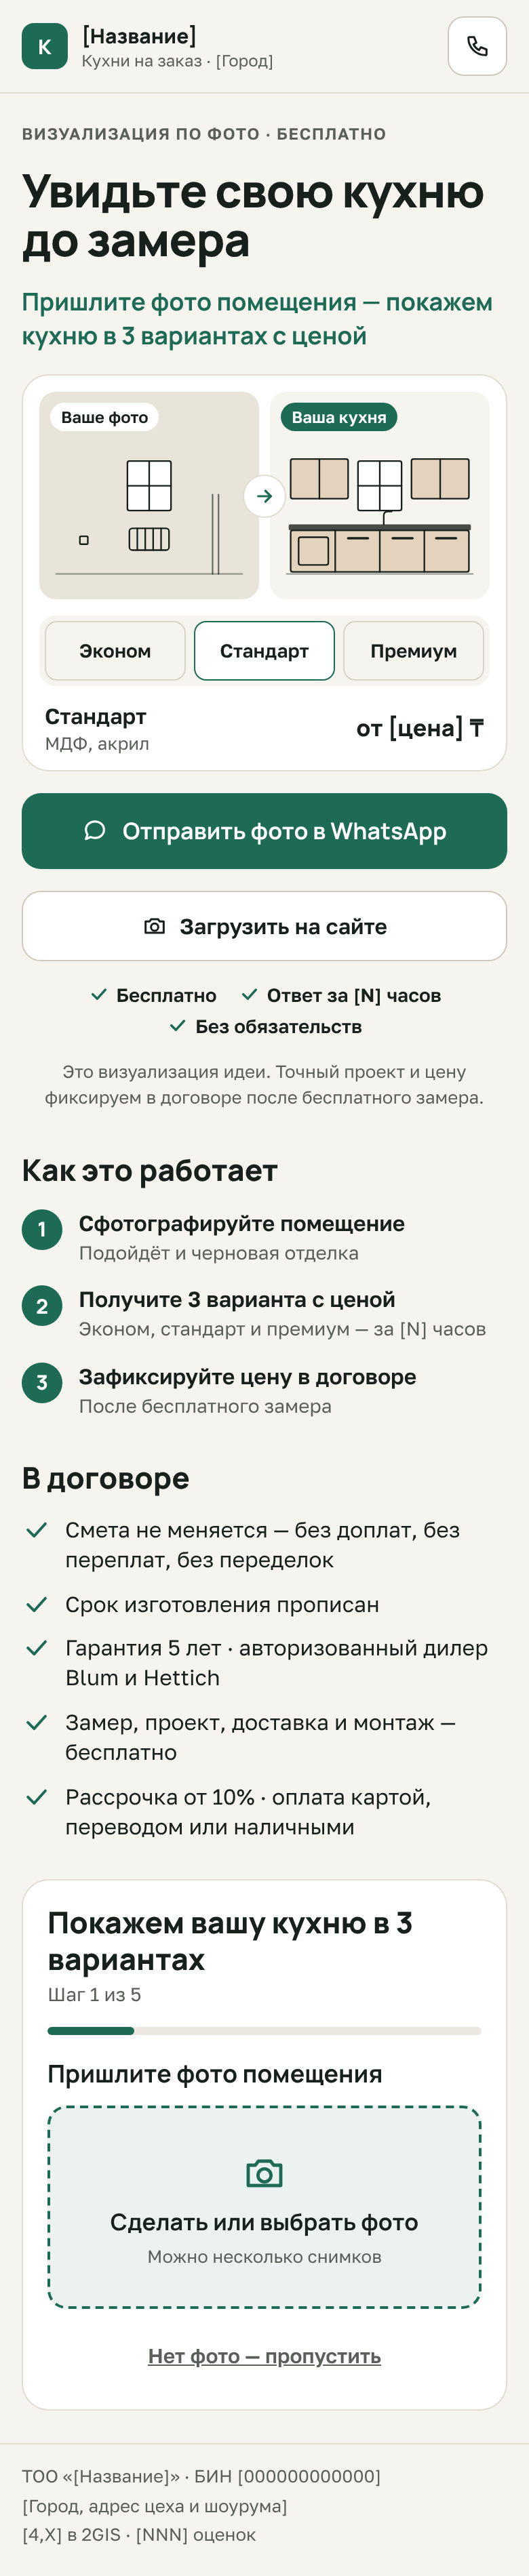 К
[Название]
Кухни на заказ · [Город]
ВИЗУАЛИЗАЦИЯ ПО ФОТО · БЕСПЛАТНО
Увидьте свою кухню
до замера
Пришлите фото помещения — покажем
кухню в 3 вариантах с ценой
Ваше фото
Ваша кухня
Эконом
Стандарт
Премиум
Стандарт
МДФ, акрил
от [цена] ₸
Отправить фото в WhatsApp
Загрузить на сайте
Бесплатно
Ответ за [N] часов
Без обязательств
Это визуализация идеи. Точный проект и цену
фиксируем в договоре после бесплатного замера.
Как это работает
1
Сфотографируйте помещение
Подойдёт и черновая отделка
2
Получите 3 варианта с ценой
Эконом, стандарт и премиум — за [N] часов
3
Зафиксируйте цену в договоре
После бесплатного замера
В договоре
Смета не меняется — без доплат, без
переплат, без переделок
Срок изготовления прописан
Гарантия 5 лет · авторизованный дилер
Blum и Hettich
Замер, проект, доставка и монтаж —
бесплатно
Рассрочка от 10% · оплата картой,
переводом или наличными
Покажем вашу кухню в 3
вариантах
Шаг 1 из 5
Пришлите фото помещения
Сделать или выбрать фото
Можно несколько снимков
Нет фото — пропустить
ТОО «[Название]» · БИН [000000000000]
[Город, адрес цеха и шоурума]
[4,X] в 2GIS · [NNN] оценок